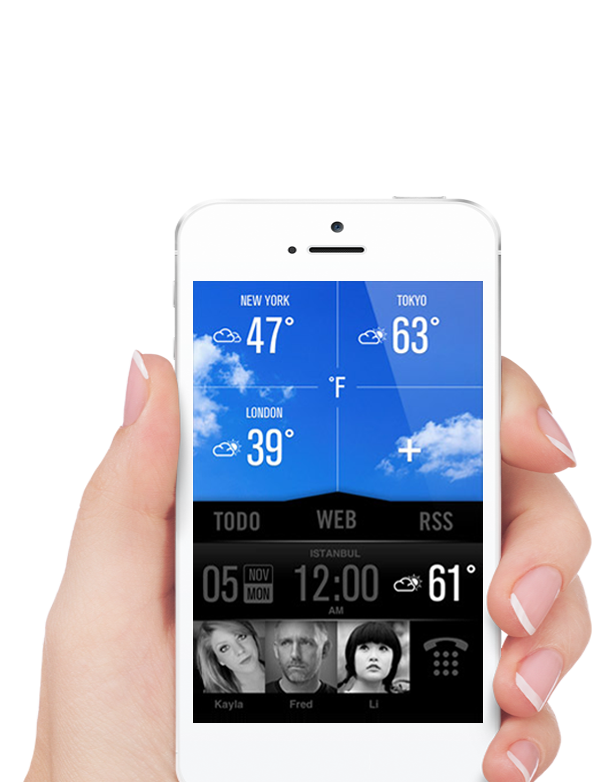 NEW YORK
47°
TOKYO
63°
°F
LONDON
39°
+
TODO
WEB
RSS
ISTANBUL
05
NOV
MON
12:00
AM
61°
Kayla
Fred
Li